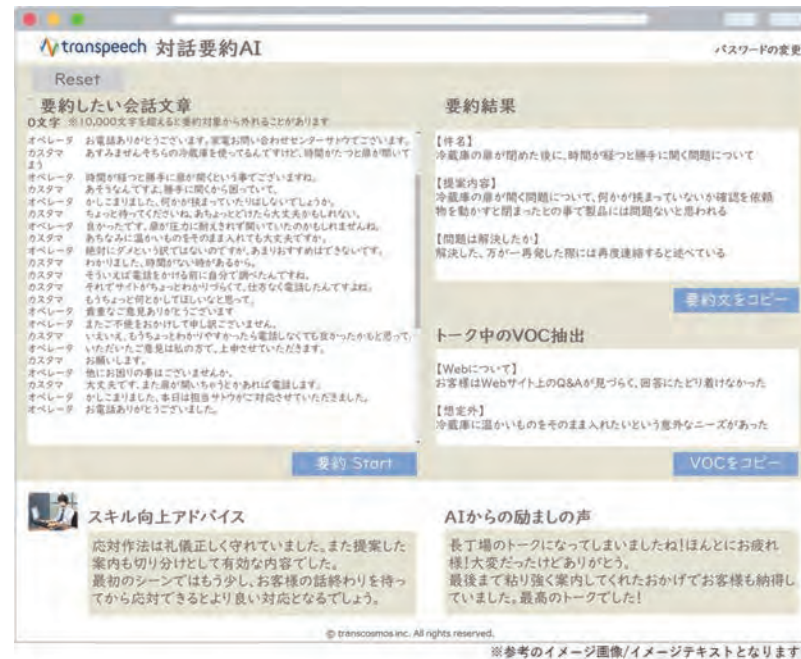 transpeech 対話要約AI
パスワードの変更
Reset
要約したい会話文章
0文字 ※10,000文字を超えると要約対象から外れることがあります
オペレータ お電話ありがとうございます。家電お問い合わせセンターサトウでございます。
カスタマ あすみませんそちらの冷蔵庫を使ってるんですけど、時間がたつと扉が開いて
まう
オペレータ 時間が経つと勝手に扉が開くという事でございますね。
カスタマ あそうなんですよ、勝手に開くから困っていて、
オペレータ かしこまりました、何かが挟まっていたりはしないでしょうか。
カスタマ ちょっと待ってくださいね、あちょっとどけたら大丈夫かもしれない。
オペレータ 良かったです。扉が圧力に耐えきれず開いていたのかもしれませんね。
カスタマ あちなみに温かいものをそのまま入れても大丈夫ですか。
オペレータ 絶対にダメという訳ではないのですが、あまりおすすめはできないです。
カスタマ わかりました、時間がない時があるから。
カスタマ そういえば電話をかける前に自分で調べたんですね。
カスタマ それでサイトがちょっとわかりづらくて、仕方なく電話したんですよね。
カスタマ もうちょっと何とかしてほしいなと思って。
オペレータ 貴重なご意見ありがとうございます
オペレータ またご不便をおかけして申し訳ございません。
カスタマ いえいえ、もうちょっとわかりやすかったら電話しなくても良かったかもと思って。
オペレータ いただいたご意見は私の方で、上申させていただきます。
カスタマ お願いします。
オペレータ 他にお困りの事はございませんか。
カスタマ 大丈夫です、また扉が開いちゃうとかあれば電話します。
オペレータ かしこまりました、本日は担当サトウがご対応させていただきました。
オペレータ お電話ありがとうございました。
要約 Start
要約結果
【件名】
冷蔵庫の扉が閉めた後に、時間が経つと勝手に開く問題について
【提案内容】
冷蔵庫の扉が開く問題について、何かが挟まっていないか確認を依頼
物を動かすと閉まったとの事で製品には問題ないと思われる
【問題は解決したか】
解決した、万が一再発した際には再度連絡すると述べている
要約文をコピー
トーク中のVOC抽出
【Webについて】
お客様はWebサイト上のQ&Aが見づらく、回答にたどり着けなかった
【想定外】
冷蔵庫に温かいものをそのまま入れたいという意外なニーズがあった
VOCをコピー
スキル向上アドバイス
応対作法は礼儀正しく守れていました。また提案した
案内も切り分けとして有効な内容でした。
最初のシーンではもう少し、お客様の話終わりを待っ
てから応対できるとより良い対応となるでしょう。
AIからの励ましの声
長丁場のトークになってしまいましたね!ほんとにお疲れ
様!大変だったけどありがとう。
最後まで粘り強く案内してくれたおかげでお客様も納得し
ていました。最高のトークでした!
© transcosmos inc. All rights reserved.
※参考のイメージ画像/イメージテキストとなります